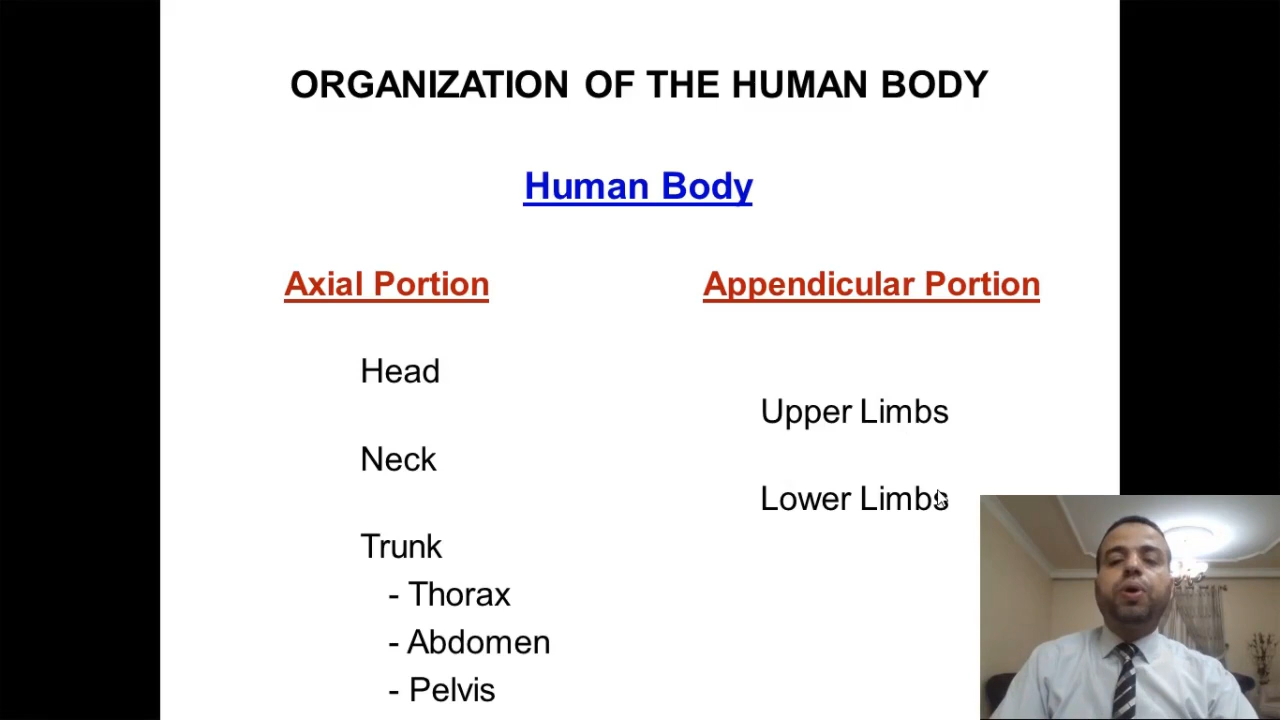 ORGANIZATION OF THE HUMAN BODY
Human Body
Axial Portion
Head
Neck
Trunk
- Thorax
- Abdomen
- Pelvis
Appendicular Portion
Upper Limbs
Lower Limbs